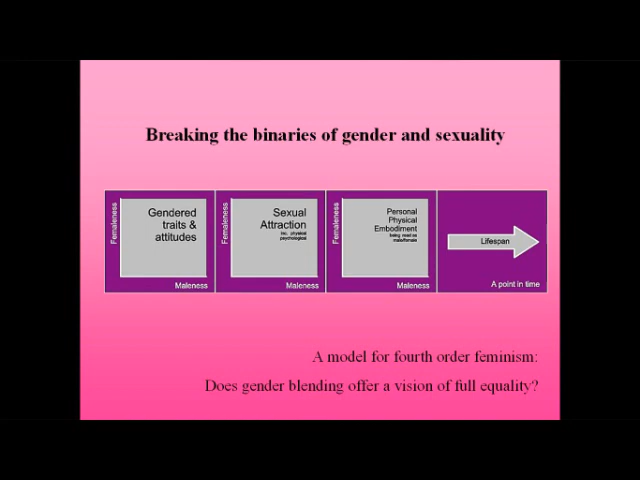 Breaking the binaries of gender and sexuality
Femaleness
Gendered
traits &
attitudes
Maleness
Femaleness
Sexual
Attraction
inc. physical
psychological
Maleness
Femaleness
Personal
Physical
Embodiment
being read as
male/female
Maleness
Lifespan
A point in time
A model for fourth order feminism:
Does gender blending offer a vision of full equality?